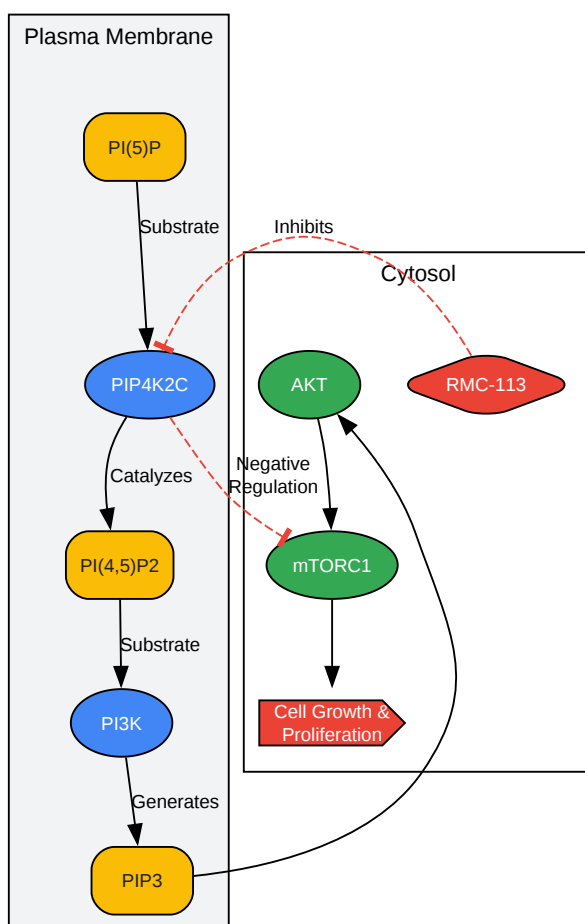 Plasma Membrane
PI(5)P
Substrate
Inhibits
Cytosol
PIP4K2C
AKT
RMC-113
Catalyzes
Negative
Regulation
PI(4,5)P2
mTORC1
Substrate
PI3K
Cell Growth &
Proliferation
Generates
PIP3